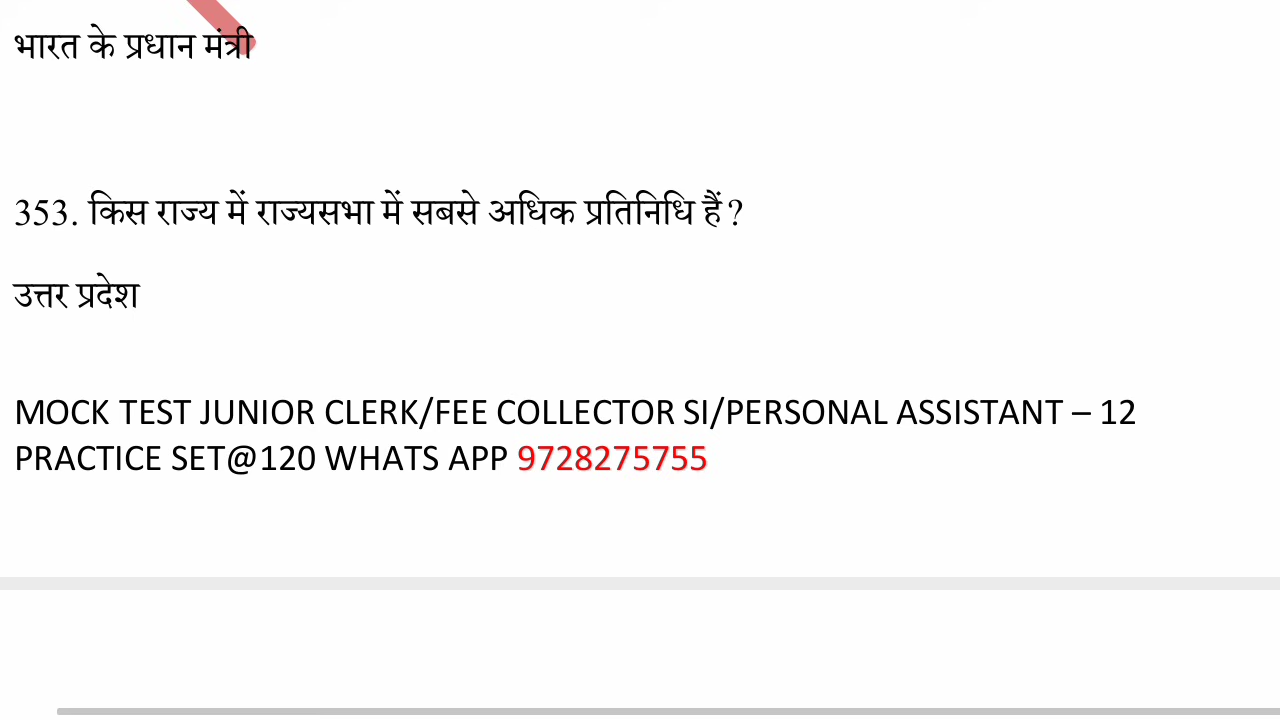 भारत के प्रधान मंत्री
353. किस राज्य में राज्यसभा में सबसे अधिक प्रतिनिधि हैं?
उत्तर प्रदेश
MOCK TEST JUNIOR CLERK/FEE COLLECTOR SI/PERSONAL ASSISTANT – 12
PRACTICE SET@120 WHATS APP 9728275755